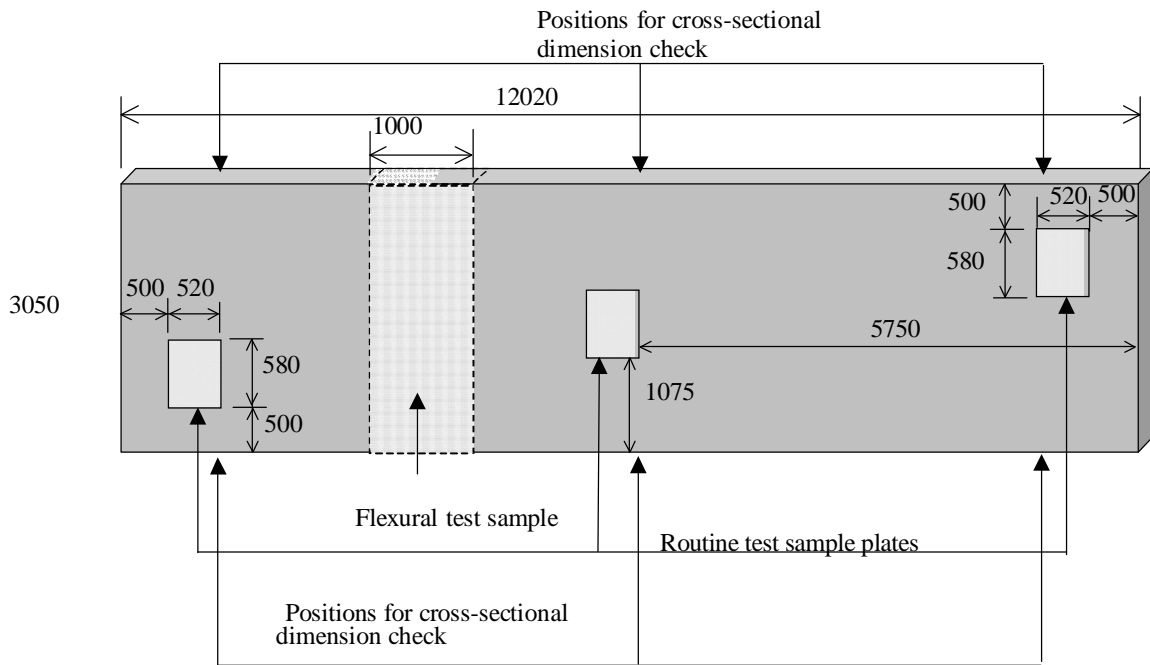 Positions for cross-sectional
dimension check
12020
1000
500
520
500
580
3050
500
520
5750
580
1075
500
Flexural test sample
Routine test sample plates
Positions for cross-sectional
dimension check